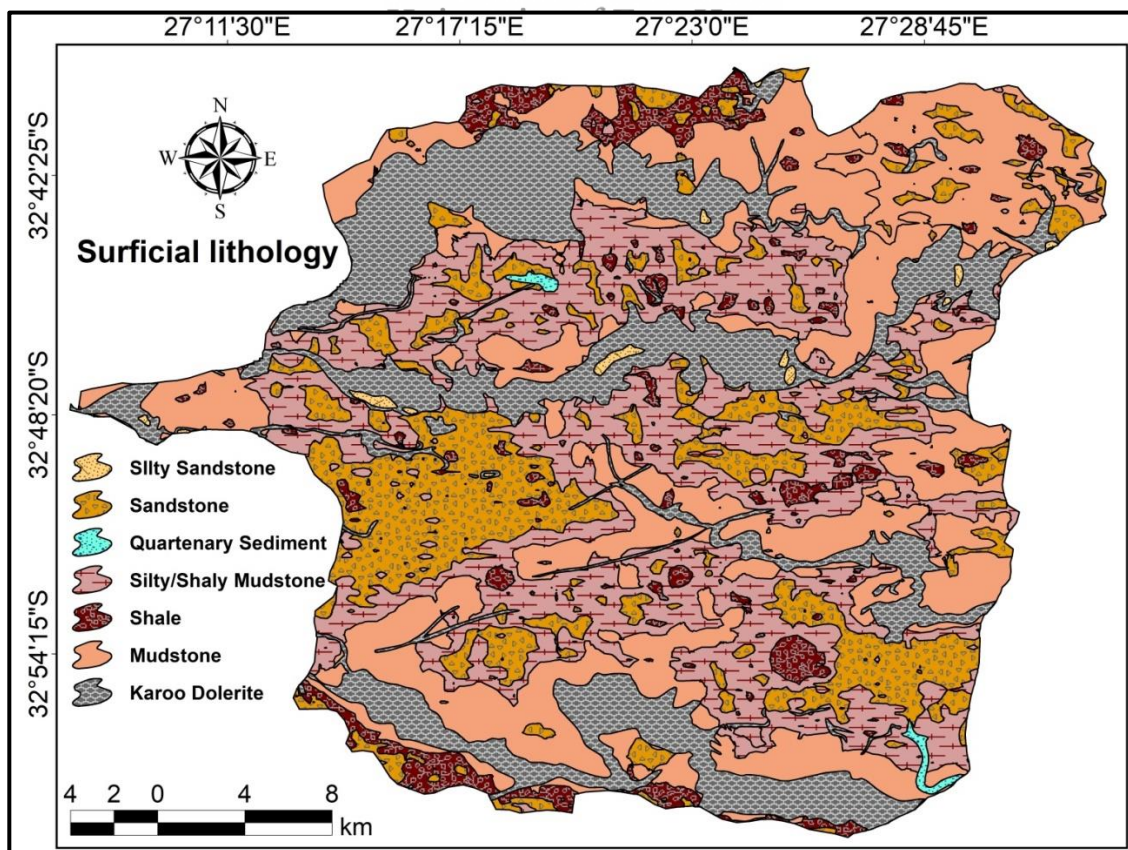 27°11'30"E 27°17'15"E 27°23'0"E 27°28'45"E
32°42'25"S
32°48'20"S
32°54'15"S
N
W E
S
Surficial lithology
SIlty Sandstone
Sandstone
Quartenary Sediment
Silty/Shaly Mudstone
Shale
Mudstone
Karoo Dolerite
4 2 0 4 8
km